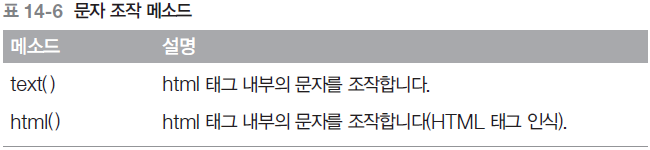 표 14-6 문자 조작 메소드
메소드 설명
text() html 태그 내부의 문자를 조작합니다.
html() html 태그 내부의 문자를 조작합니다(HTML 태그 인식).